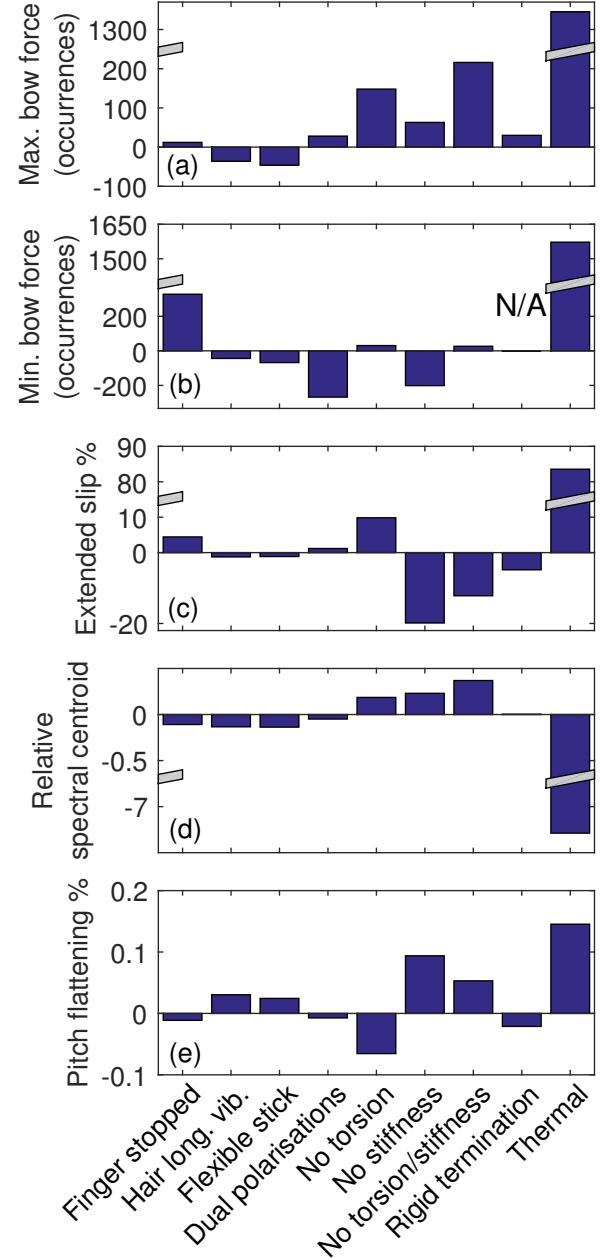 Max. bow force
(occurrences)
1300
200
100
0
-100
(a)
Min. bow force
(occurrences)
1650
1500
200
0
-200
N/A
(b)
Extended slip %
90
80
10
0
-20
(c)
Relative
spectral centroid
0
-0.5
-7
(d)
Pitch flattening %
0.2
0.1
0
-0.1
(e)
Finger stopped
Hair long. vib.
Flexible stick
Dual polarisations
No torsion
No stiffness
No torsion/stiffness
Rigid termination
Thermal